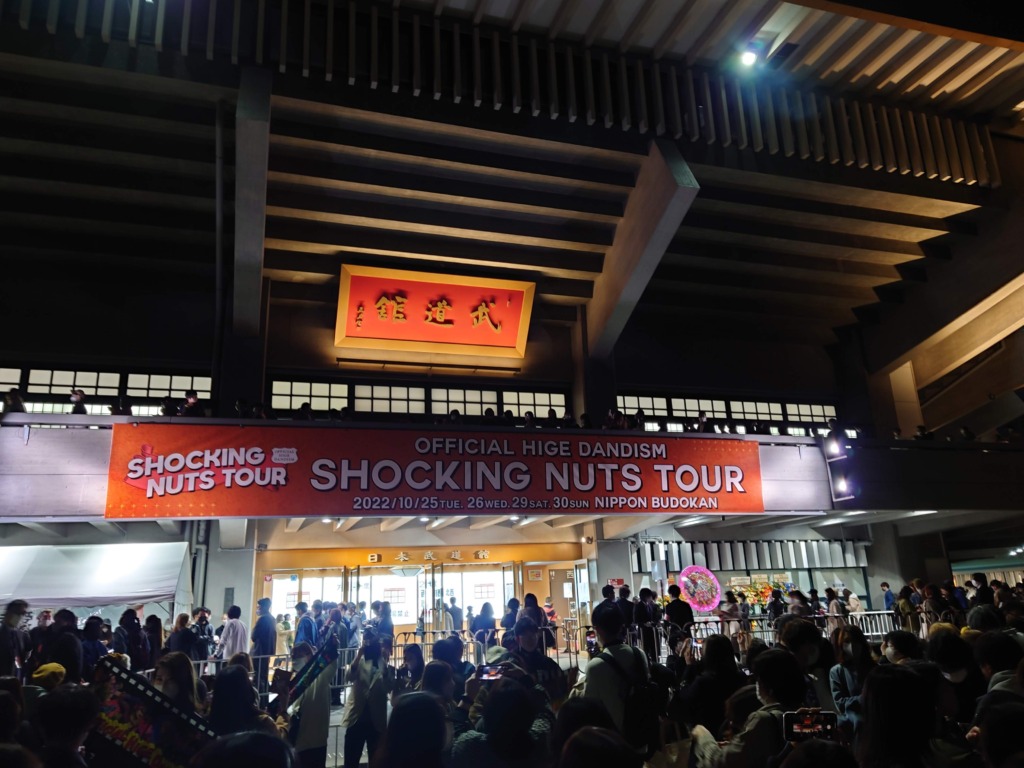 武道館
SHOCKING
NUTS TOUR
OFFICIAL HIGE DANDISM
SHOCKING NUTS TOUR
2022/10/25TUE. 26WED. 29SAT. 30SUN NIPPON BUDOKAN
日本武道館